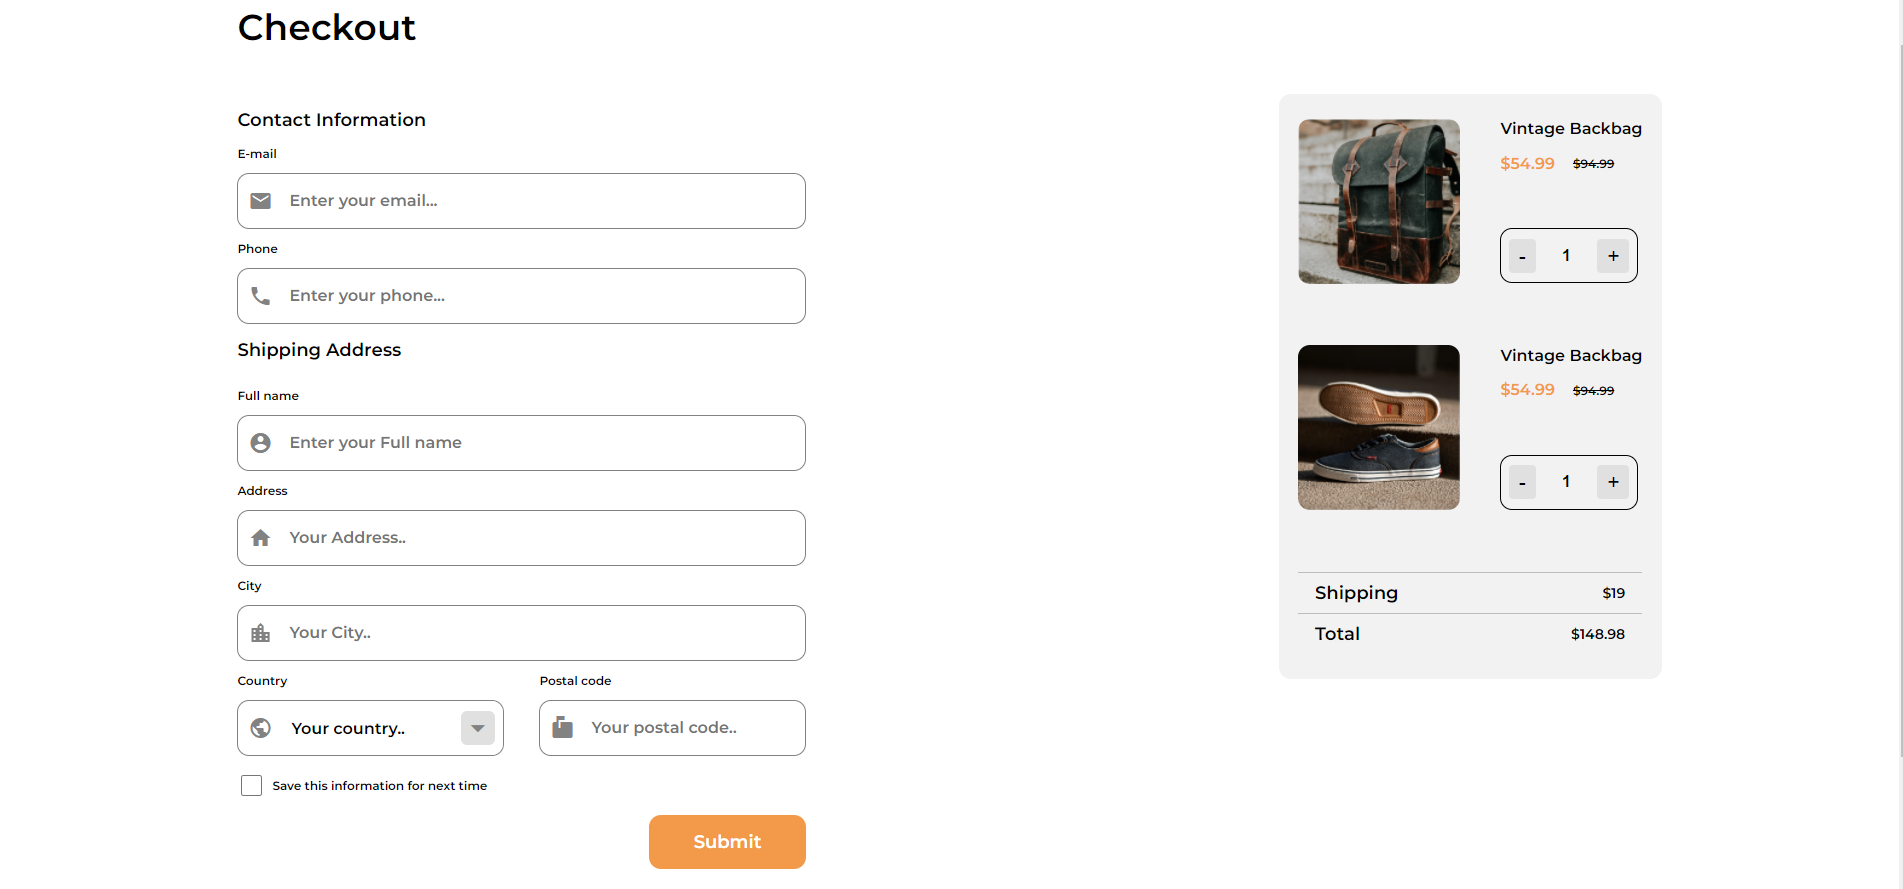 Checkout
Contact Information
E-mail
Enter your email...
Phone
Enter your phone...
Shipping Address
Full name
Enter your Full name
Address
Your Address..
City
Your City..
Country
Your country..
Postal code
Your postal code..
Save this information for next time
Submit
Vintage Backbag
$54.99 $94.99
- 1 +
Vintage Backbag
$54.99 $94.99
- 1 +
Shipping $19
Total $148.98